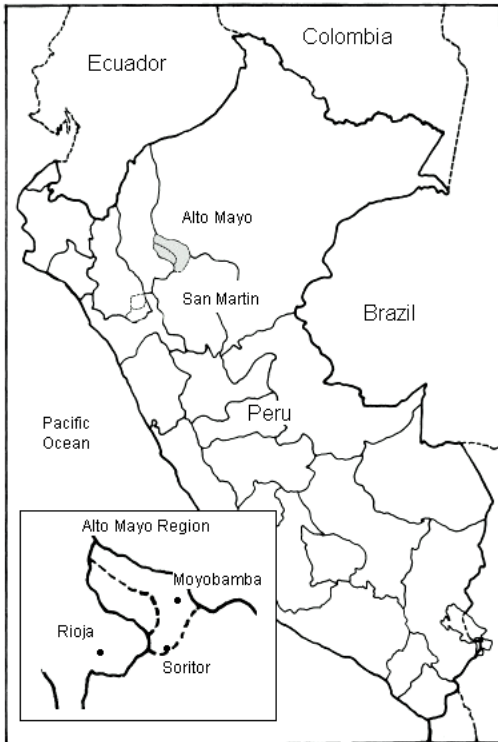 Colombia
Ecuador
Alto Mayo
San Martin
Brazil
Peru
Pacific
Ocean
Alto Mayo Region
Moyobamba
Rioja
Soritor